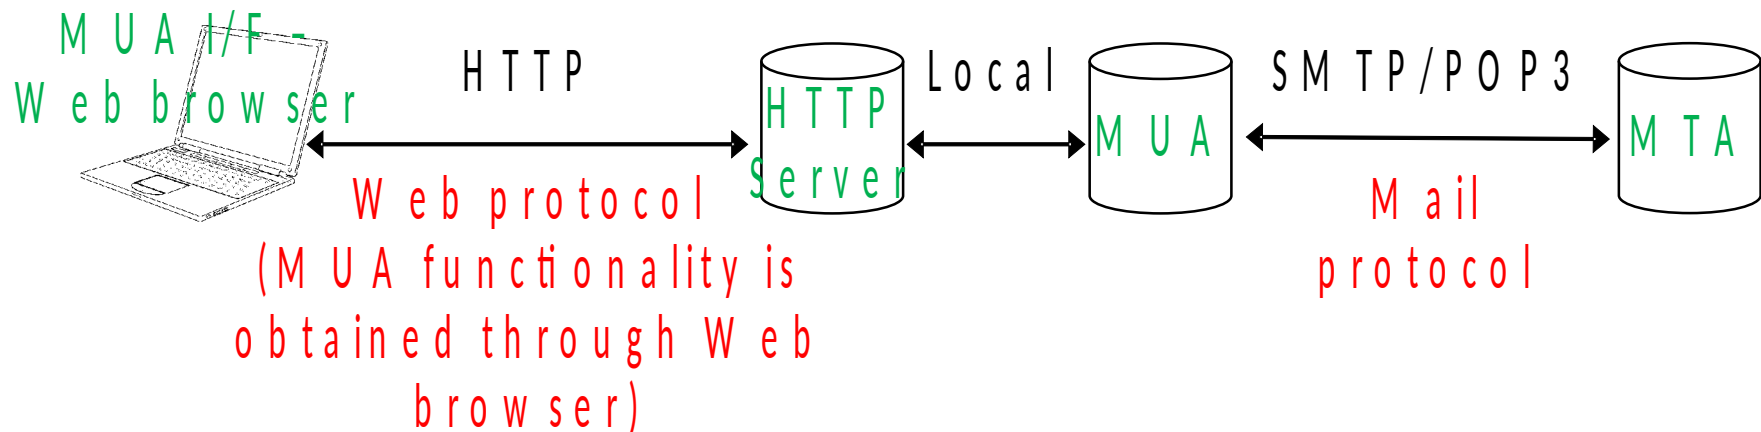 MUA I/F -
Web browser
HTTP
HTTP
Server
Local
MUA
SMTP/POP3
MTA
Web protocol
(MUA functionality is
obtained through Web
browser)
Mail
protocol